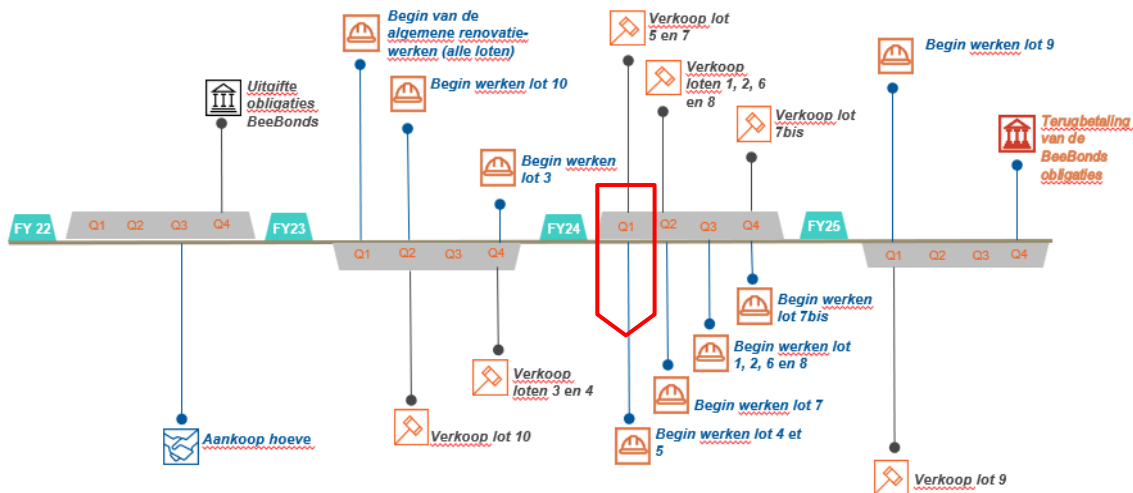 Begin van de
algemene renovatie-
werken (alle loten)
Verkoop lot
5 en 7
Begin werken lot 9
Uitgifte
obligaties
BeeBonds
Begin werken lot 10
Verkoop
loten 1, 2, 6
en 8
Verkoop lot
7bis
Terugbetaling
van de
BeeBonds
obligaties
Begin werken
lot 3
FY 22
Q1
Q2
Q3
Q4
FY23
Q1
Q2
Q3
Q4
FY24
Q1
Q2
Q3
Q4
FY25
Q1
Q2
Q3
Q4
Begin werken
lot 7bis
Begin werken lot
1, 2, 6 en 8
Verkoop
loten 3 en 4
Begin werken lot 7
Aankoop hoeve
Verkoop lot 10
Begin werken lot 4 et
5
Verkoop lot 9